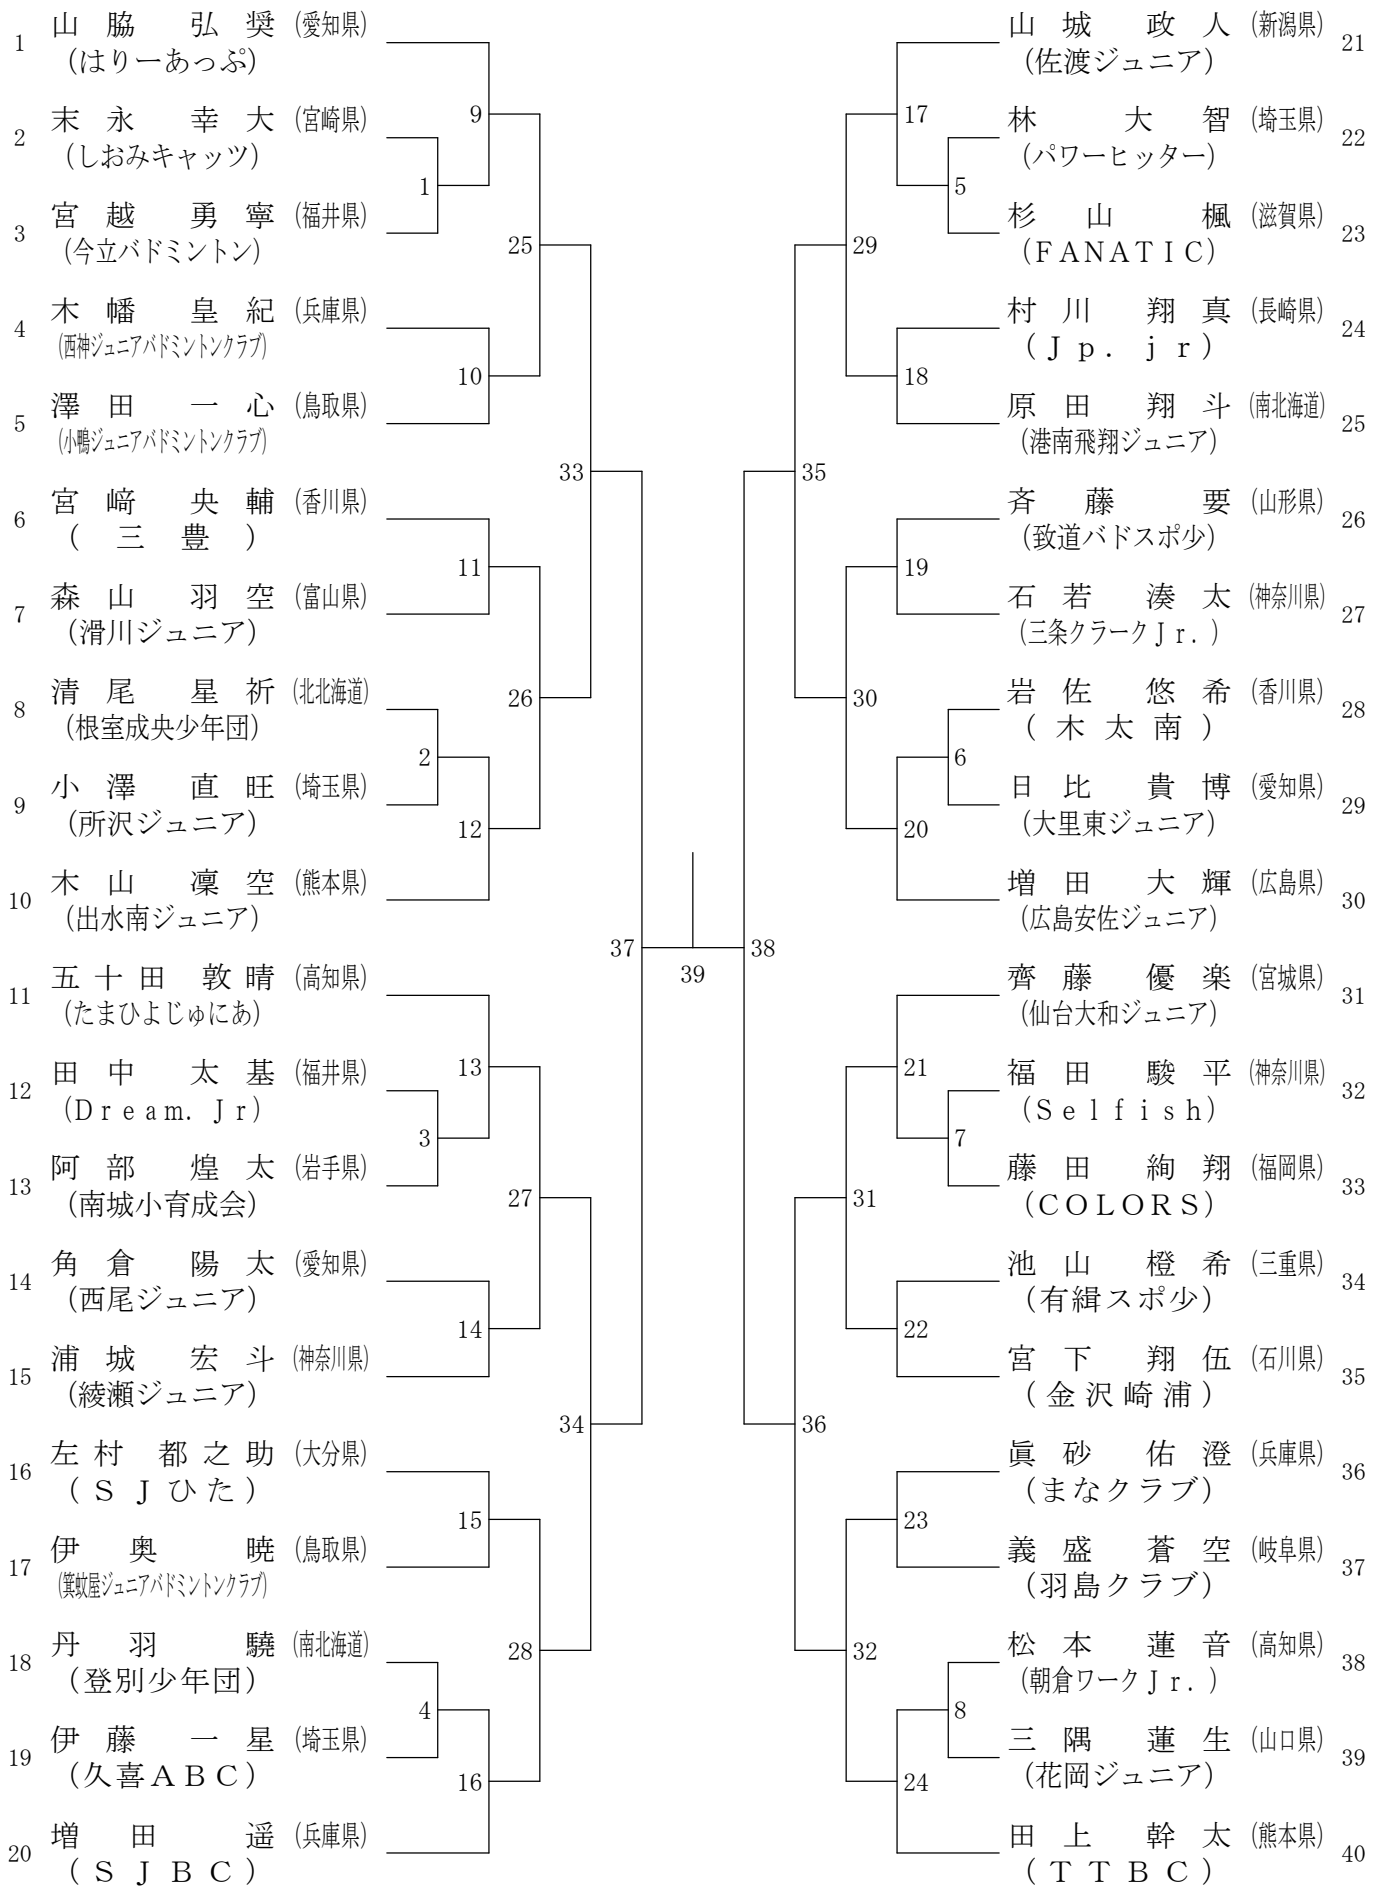 山脇 弘奨 (愛知県)
1
(はりーあっぷ)
末永 幸大 (宮崎県)
2
(しおみキャッツ)
宮越 勇寧 (福井県)
3
(今立バドミントン)
木幡 皇紀 (兵庫県)
4
(西神ジュニアバドミントンクラブ)
澤田 一心 (鳥取県)
5
(小鴨ジュニアバドミントンクラブ)
宮﨑 央輔 (香川県)
6
(三豊)
森山 羽空 (富山県)
7
(滑川ジュニア)
清尾 星祈 (北北海道)
8
(根室成央少年団)
小澤 直旺 (埼玉県)
9
(所沢ジュニア)
木山 凜空 (熊本県)
10
(出水南ジュニア)
五十田 敦晴 (高知県)
11
(たまひよじゅにあ)
田中 太基 (福井県)
12
(Dream. Jr)
阿部 煌太 (岩手県)
13
(南城小育成会)
角倉 陽太 (愛知県)
14
(西尾ジュニア)
浦城 宏斗 (神奈川県)
15
(綾瀬ジュニア)
左村 都之助 (大分県)
16
(SJひた)
伊奥 暁 (鳥取県)
17
(箕蚊屋ジュニアバドミントンクラブ)
丹羽 驍 (南北海道)
18
(登別少年団)
伊藤 一星 (埼玉県)
19
(久喜ABC)
増田 遥 (兵庫県)
20
(SJBC)
9
1
25
10
33
11
26
2
12
37
13
3
27
14
34
15
28
4
16
39
38
17
5
29
18
35
19
30
6
20
21
7
31
22
36
23
32
8
24
山城 政人 (新潟県)
21
(佐渡ジュニア)
林 大智 (埼玉県)
22
(パワーヒッター)
杉山 楓 (滋賀県)
23
(FANATIC)
村川 翔真 (長崎県)
24
(Jp. jr)
原田 翔斗 (南北海道)
25
(港南飛翔ジュニア)
斉藤 要 (山形県)
26
(致道バドスポ少)
石若 湊太 (神奈川県)
27
(三条クラークJr.)
岩佐 悠希 (香川県)
28
(木太南)
日比 貴博 (愛知県)
29
(大里東ジュニア)
増田 大輝 (広島県)
30
(広島安佐ジュニア)
齊藤 優楽 (宮城県)
31
(仙台大和ジュニア)
福田 駿平 (神奈川県)
32
(Selfish)
藤田 絢翔 (福岡県)
33
(COLORS)
池山 橙希 (三重県)
34
(有緝スポ少)
宮下 翔伍 (石川県)
35
(金沢崎浦)
眞砂 佑澄 (兵庫県)
36
(まなクラブ)
義盛 蒼空 (岐阜県)
37
(羽島クラブ)
松本 蓮音 (高知県)
38
(朝倉ワークJr.)
三隅 蓮生 (山口県)
39
(花岡ジュニア)
田上 幹太 (熊本県)
40
(TTBC)